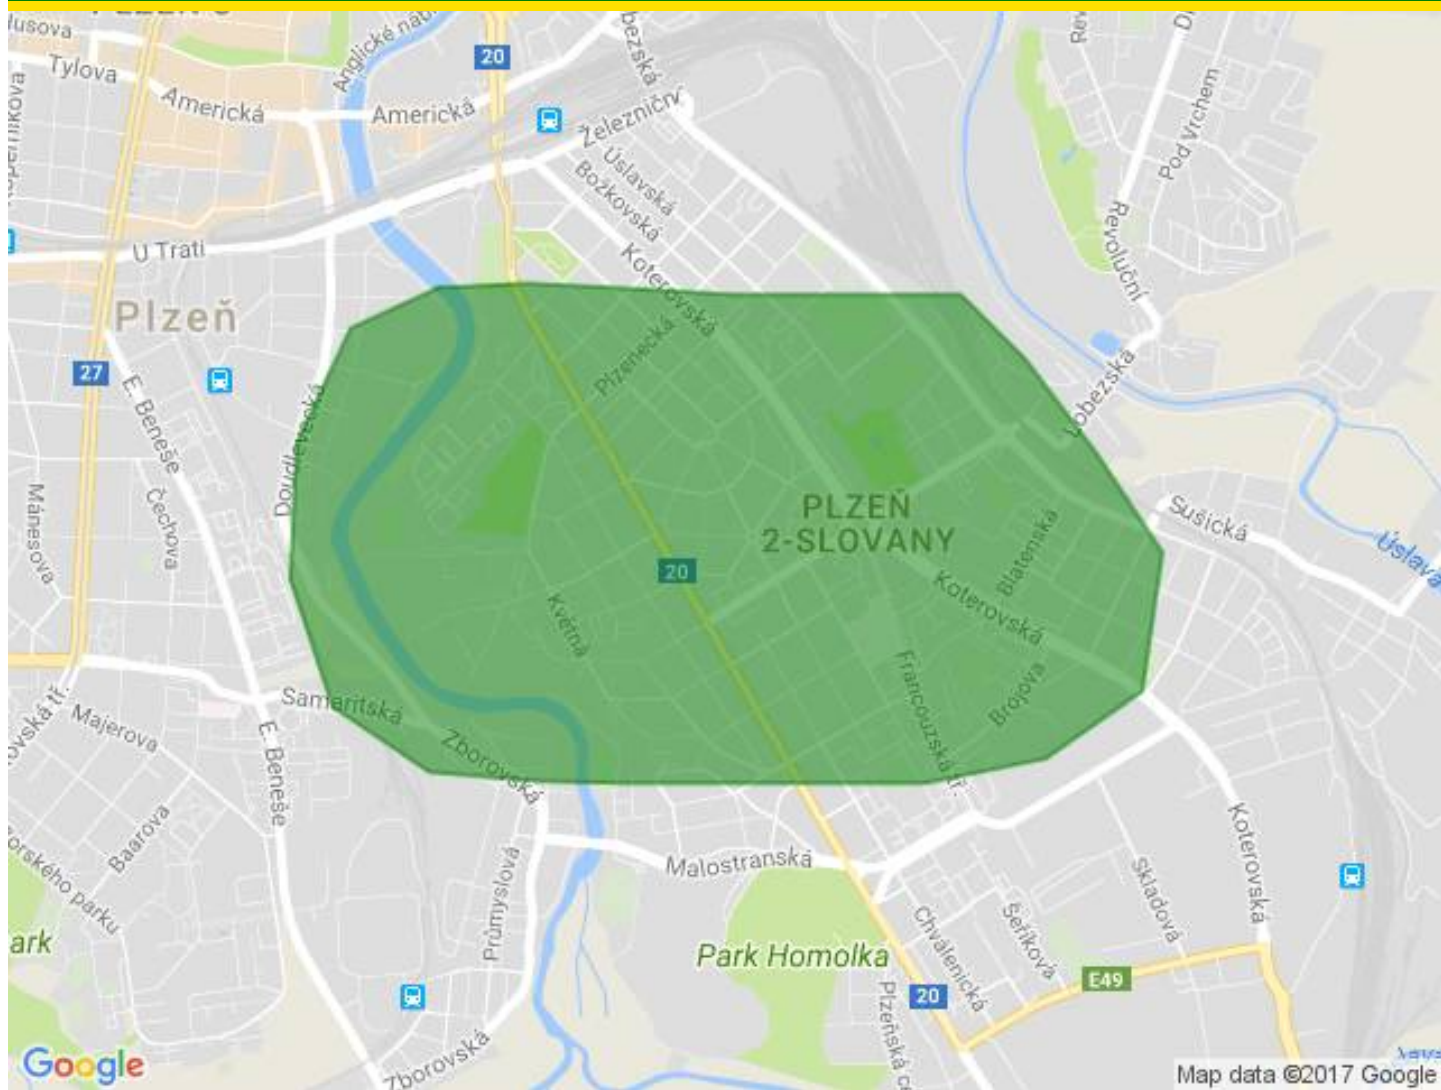 Husova
Tylova
Americká
Anglické
20
Americká
Železniční
Úslavská
Božkovská
Koterovská
Pod Vrchem
Revoluční
U Trati
Plzeň
27
Plzenecká
E. Beneše
Doudlevecká
Lobezská
Čechova
Mánesova
PLZEŇ
2-SLOVANY
Sušická
Úslava
20
Blatenská
Koterovská
Květná
Francouzská tř.
Brojova
Samaritská
Majerova
E. Beneše
Zborovská
Baarova
Průmyslová
Malostranská
Koterovská
Skladová
Šeříková
Chválenická
Park Homolka
E49
20
Zborovská
Google
Map data ©2017 Google